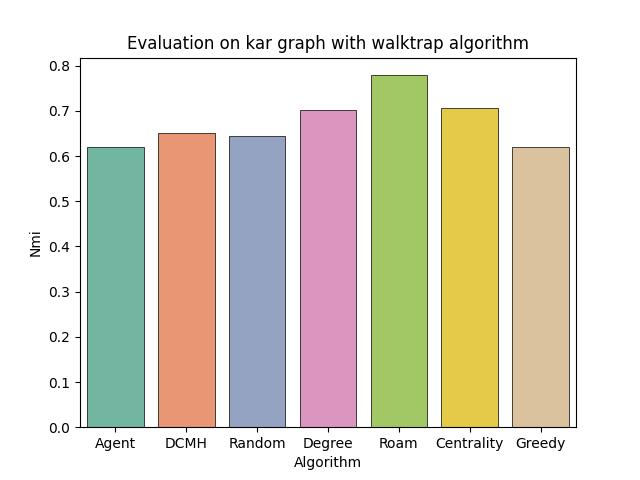 Evaluation on kar graph with walktrap algorithm
0.8
0.7
0.6
0.5
0.4
0.3
0.2
0.1
0.0
Nmi
Agent DCMH Random Degree Roam Centrality Greedy
Algorithm